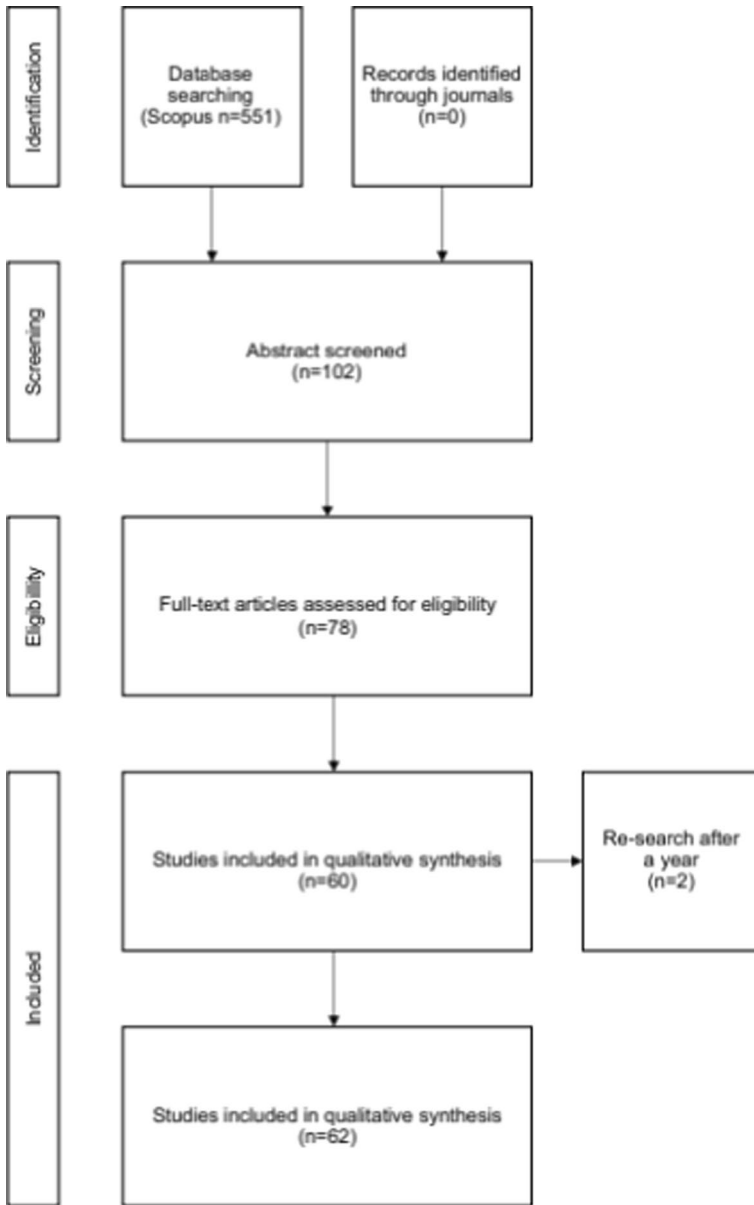 Identification
Database
searching
(Scopus n=551)
Records identified
through journals
(n=0)
Screening
Abstract screened
(n=102)
Eligibillity
Full-text articles assessed for eligibility
(n=78)
Included
Studies included in qualitative synthesis
(n=60)
Re-search after
a year
(n=2)
Studies included in qualitative synthesis
(n=62)